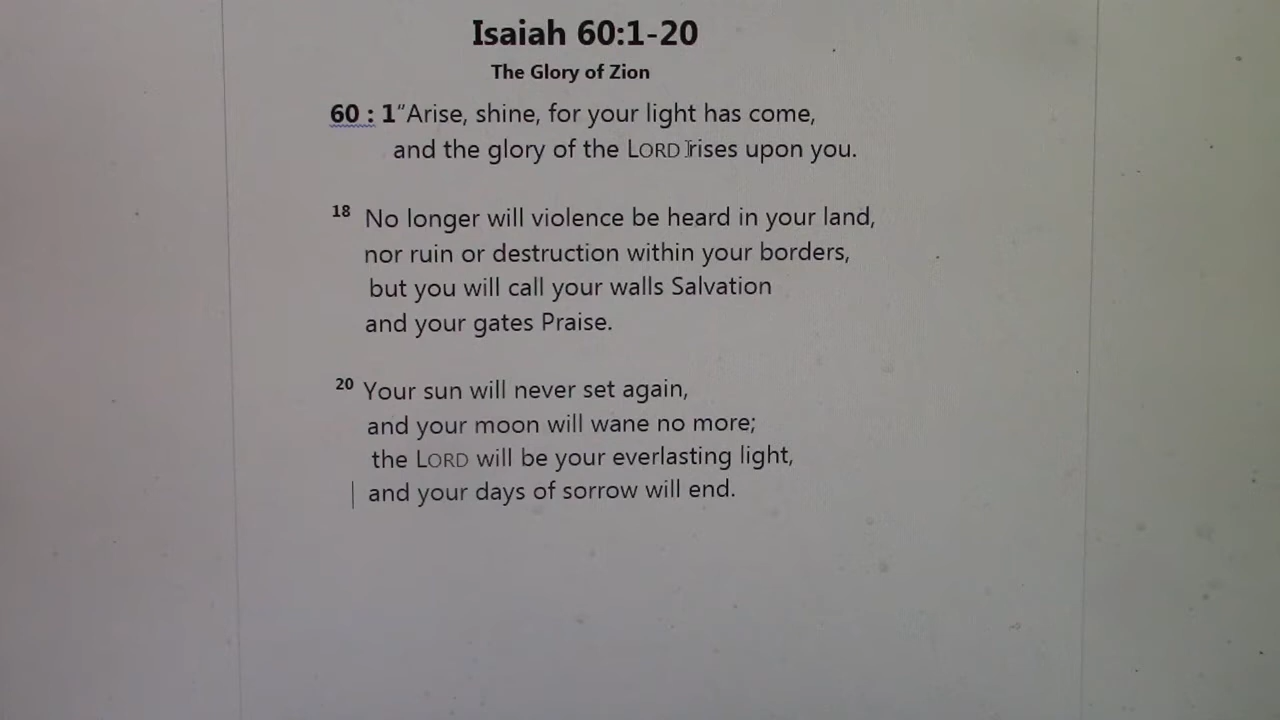 Isaiah 60:1-20
The Glory of Zion
60 : 1“Arise, shine, for your light has come,
and the glory of the LORD rises upon you.
18 No longer will violence be heard in your land,
nor ruin or destruction within your borders,
but you will call your walls Salvation
and your gates Praise.
20 Your sun will never set again,
and your moon will wane no more;
the LORD will be your everlasting light,
and your days of sorrow will end.